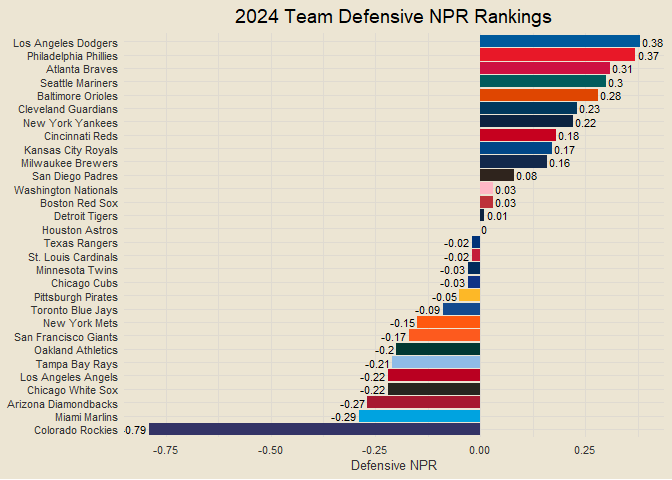 2024 Team Defensive NPR Rankings
Los Angeles Dodgers 0.38
Philadelphia Phillies 0.37
Atlanta Braves 0.31
Seattle Mariners 0.3
Baltimore Orioles 0.28
Cleveland Guardians 0.23
New York Yankees 0.22
Cincinnati Reds 0.18
Kansas City Royals 0.17
Milwaukee Brewers 0.16
San Diego Padres 0.08
Washington Nationals 0.03
Boston Red Sox 0.03
Detroit Tigers 0.01
Houston Astros 0
Texas Rangers -0.02
St. Louis Cardinals -0.02
Minnesota Twins -0.03
Chicago Cubs -0.03
Pittsburgh Pirates -0.05
Toronto Blue Jays -0.09
New York Mets -0.15
San Francisco Giants -0.17
Oakland Athletics -0.2
Tampa Bay Rays -0.21
Los Angeles Angels -0.22
Chicago White Sox -0.22
Arizona Diamondbacks -0.27
Miami Marlins -0.29
Colorado Rockies -0.79
-0.75 -0.50 -0.25 0.00 0.25
Defensive NPR